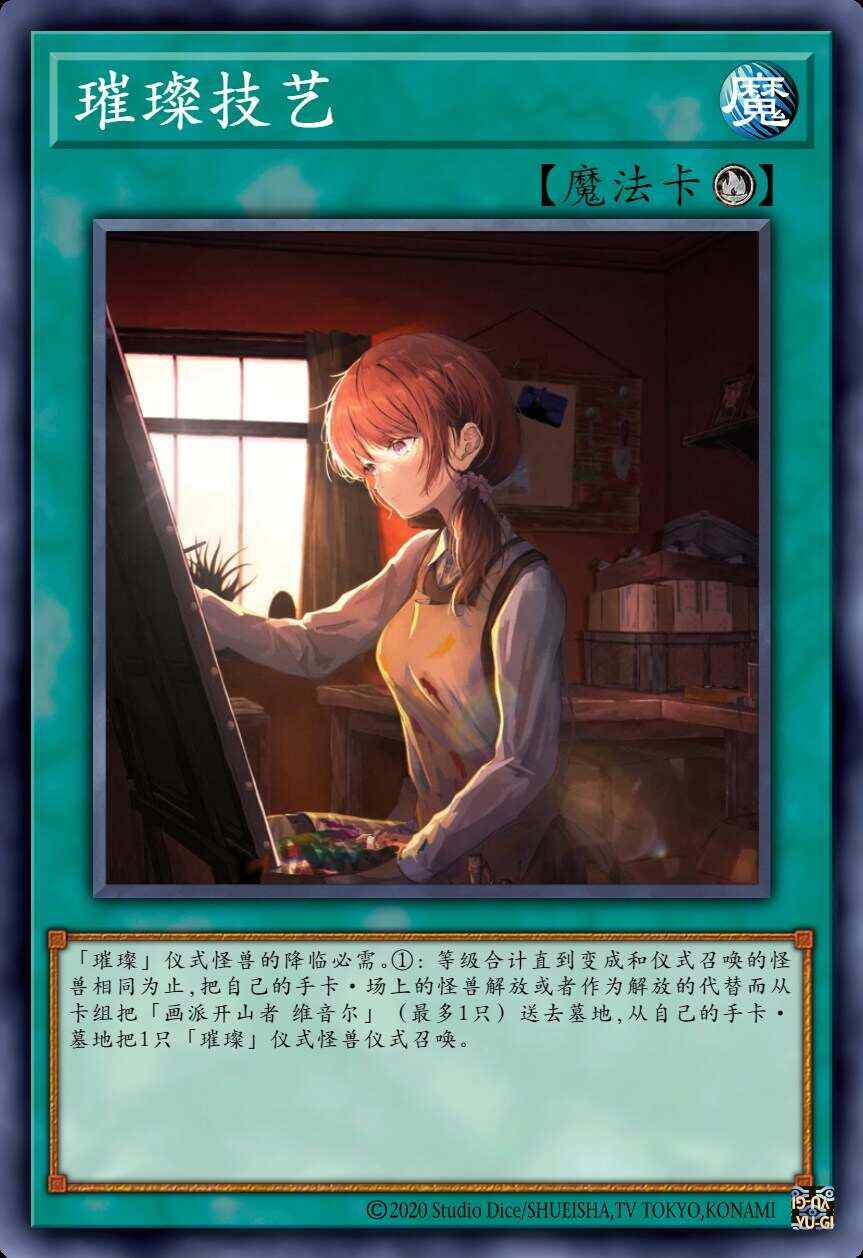 璀璨技艺
魔
【魔法卡】
「璀璨」仪式怪兽的降临必需。①：等级合计直到变成和仪式召唤的怪
兽相同为止,把自己的手卡・场上的怪兽解放或者作为解放的代替而从
卡组把「画派开山者 维音尔」（最多1只）送去墓地,从自己的手卡・
墓地把1只「璀璨」仪式怪兽仪式召唤。
©2020 Studio Dice/SHUEISHA,TV TOKYO,KONAMI